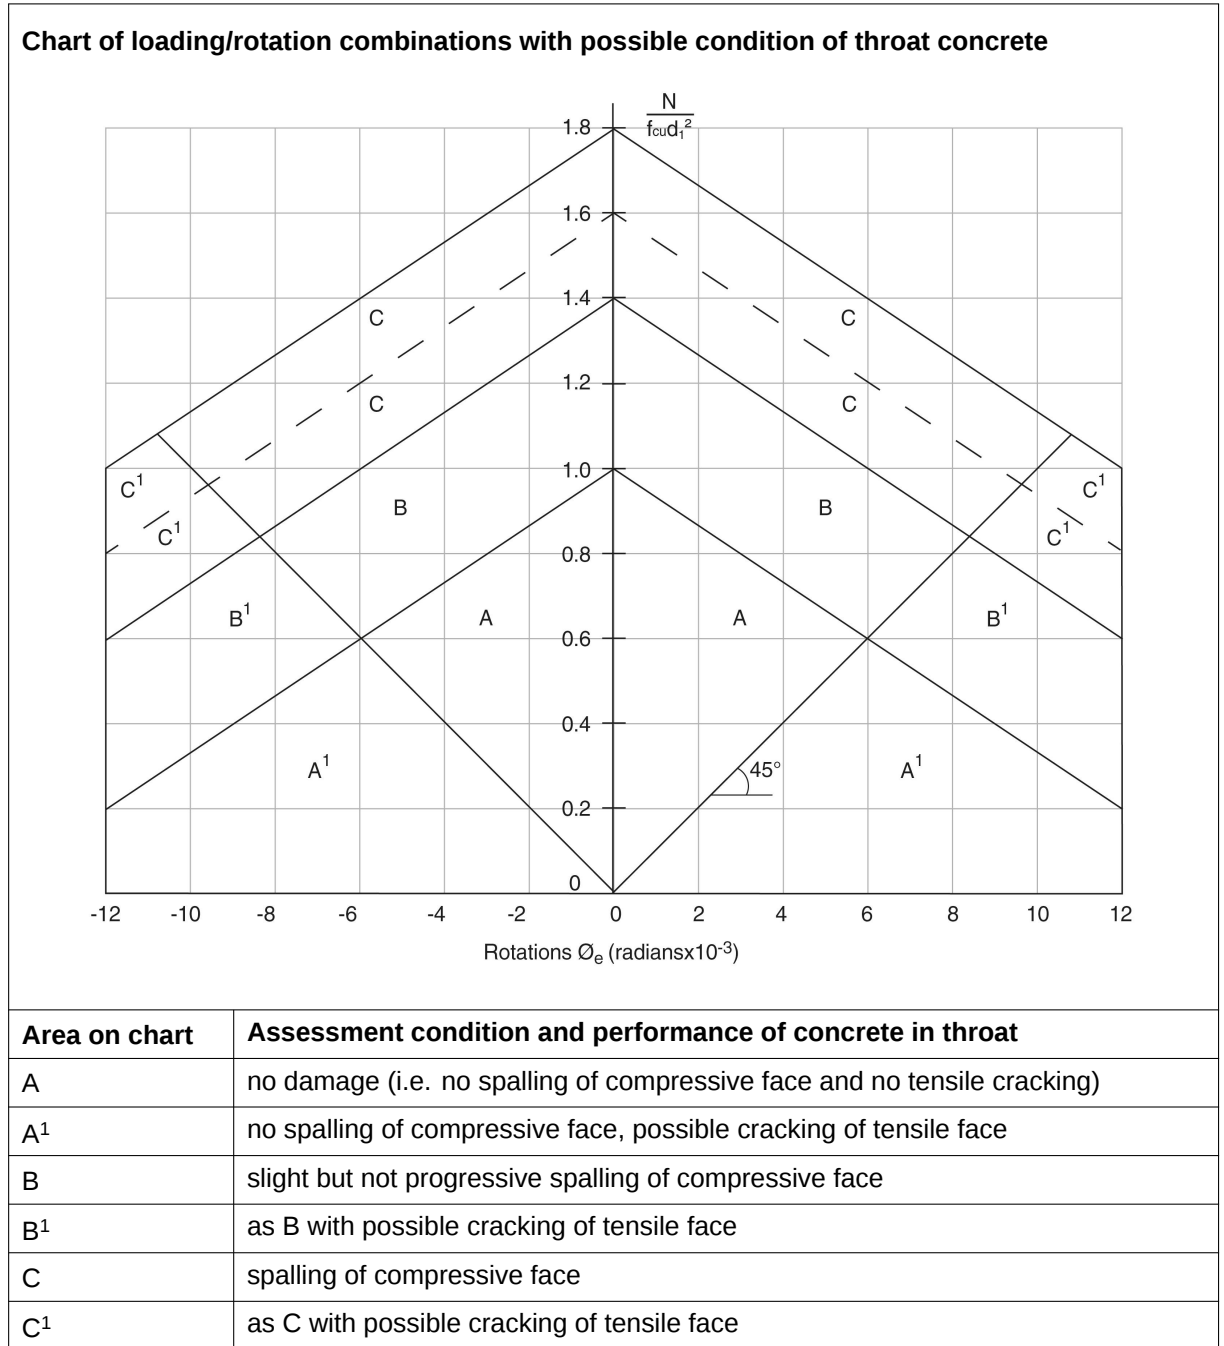 Chart of loading/rotation combinations with possible condition of throat concrete
N
fcud₁²
1.8
1.6
1.4
C C
1.2
C C
1.0
C¹ C¹
B B
C¹ C¹
0.8
B¹ A A B¹
0.6
0.4
A¹ 45° A¹
0.2
0
-12 -10 -8 -6 -4 -2 0 2 4 6 8 10 12
Rotations Øe (radiansx10⁻³)
Area on chart Assessment condition and performance of concrete in throat
A no damage (i.e. no spalling of compressive face and no tensile cracking)
A¹ no spalling of compressive face, possible cracking of tensile face
B slight but not progressive spalling of compressive face
B¹ as B with possible cracking of tensile face
C spalling of compressive face
C¹ as C with possible cracking of tensile face